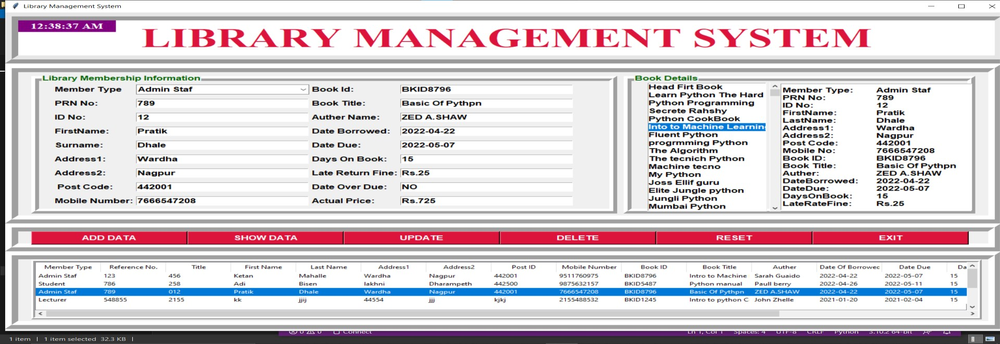 Library Management System
12:38:37 AM
LIBRARY MANAGEMENT SYSTEM
Library Membership Information
Member Type Admin Staf Book Id: BKID8796
PRN No: 789 Book Title: Basic Of Pythpn
ID No: 12 Auther Name: ZED A.SHAW
FirstName: Pratik Date Borrowed: 2022-04-22
Surname: Dhale Date Due: 2022-05-07
Address1: Wardha Days On Book: 15
Address2: Nagpur Late Return Fine: Rs.25
Post Code: 442001 Date Over Due: NO
Mobile Number: 7666547208 Actual Price: Rs.725
Book Details
Head Firt Book
Learn Python The Hard
Python Programming
Secrete Rahshy
Python CookBook
Into to Machine Learnin
Fluent Python
progrmming Python
The Algorithm
The tecnich Python
Machine tecno
My Python
Joss Ellif guru
Elite Jungle python
Jungli Python
Mumbai Python
Member Type: Admin Staf
PRN No: 789
ID No: 12
FirstName: Pratik
LastName: Dhale
Address1: Wardha
Address2: Nagpur
Post Code: 442001
Mobile No: 7666547208
Book ID: BKID8796
Book Title: Basic Of Pythpn
Auther: ZED A.SHAW
DateBorrowed: 2022-04-22
DateDue: 2022-05-07
DaysOnBook: 15
LateRateFine: Rs.25
ADD DATA SHOW DATA UPDATE DELETE RESET EXIT
Member Type Reference No. Title First Name Last Name Address1 Address2 Post ID Mobile Number Book ID Book Title Auther Date Of Borrowec Date Due Da
Admin Staf 123 456 Ketan Mahalle Wardha Nagpur 442001 9511760975 BKID8796 Intro to Machine Sarah Guaido 2022-04-22 2022-05-07 15
Student 786 258 Adi Bisen lakhni Dharampeth 442500 9875632157 BKID5487 Python manual Paull berry 2022-04-26 2022-05-11 15
Admin Staf 789 012 Pratik Dhale Wardha Nagpur 442001 7666547208 BKID8796 Basic Of Pythpn ZED A.SHAW 2022-04-22 2022-05-07 15
Lecturer 548855 2155 kk jjij 44554 jjj kjkj 2155488532 BKID1245 Intro to python C John Zhelle 2021-01-20 2021-02-04 15
0 0 Connect Ln 1, Col 1 Spaces: 4 UTF-8 CRLF Python 3.10.2 64-bit
1 item 1 item selected 32.3 KB